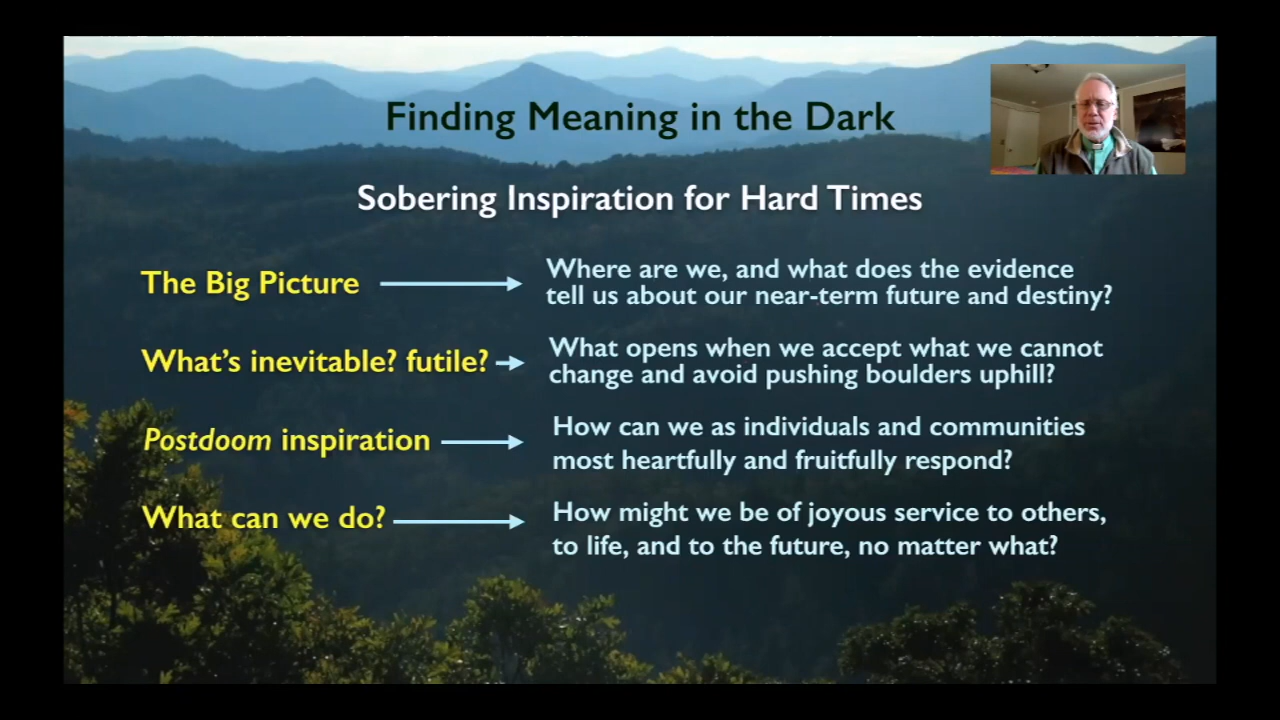 Finding Meaning in the Dark
Sobering Inspiration for Hard Times
The Big Picture
Where are we, and what does the evidence
tell us about our near-term future and destiny?
What's inevitable? futile?
What opens when we accept what we cannot
change and avoid pushing boulders uphill?
Postdoom inspiration
How can we as individuals and communities
most heartfully and fruitfully respond?
What can we do?
How might we be of joyous service to others,
to life, and to the future, no matter what?